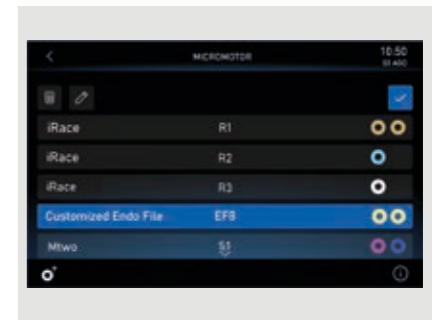 MICROMOTOR 10:50
iRace R1
iRace R2
iRace R3
Customized Endo File EF8
Mtwo S1